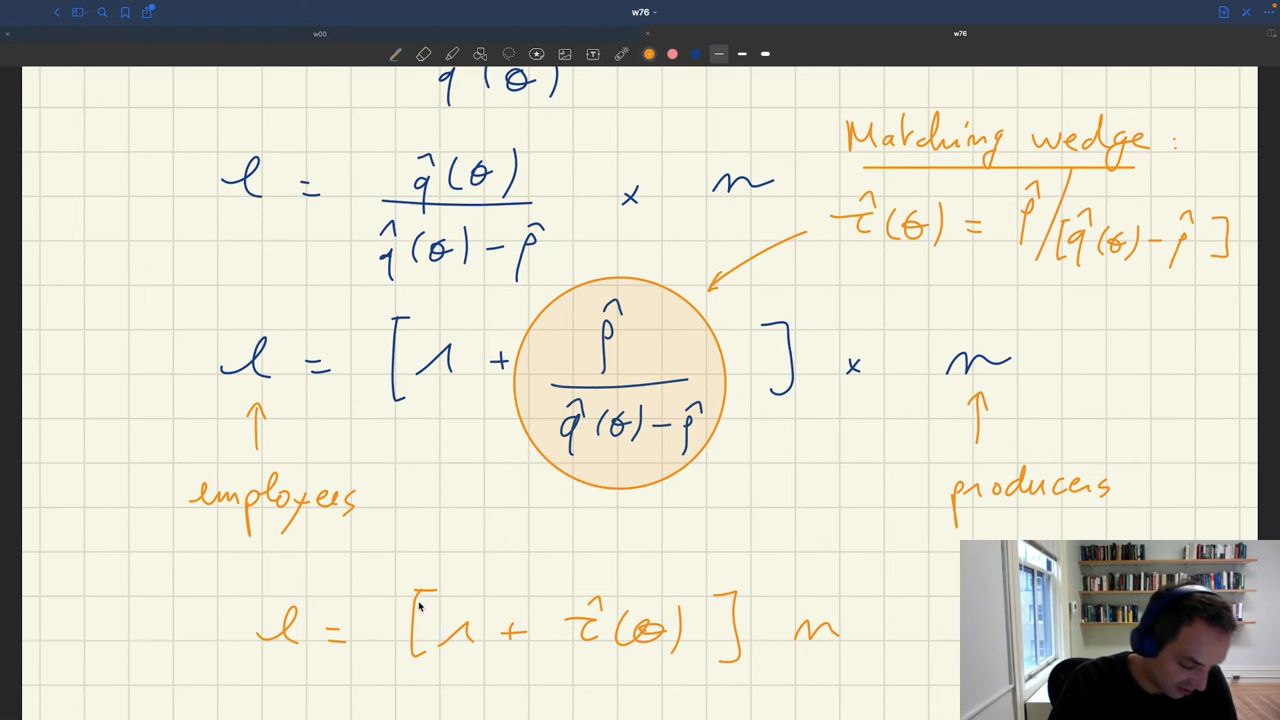 w76
w00
w76
q (θ)
Matching wedge :
l = q̂(θ) / q̂(θ) − ρ̂ × n
τ̂(θ) = ρ̂/[q̂(θ) − ρ̂]
l = [1 + ρ̂ / q̂(θ) − ρ̂] × n
employees
producers
l = [1 + τ̂(θ)] n